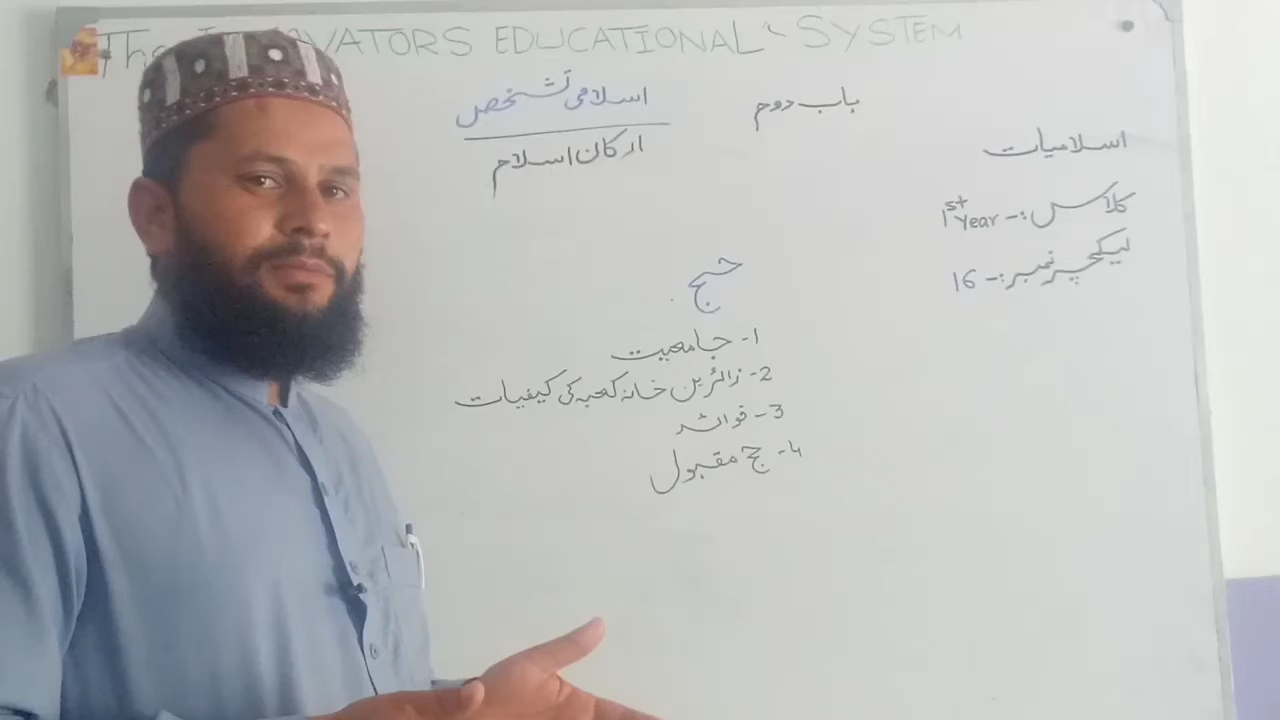 The INNOVATORS EDUCATIONAL SYSTEM
باب دوم
اسلامی تشخص
ارکان اسلام
اسلامیات
کلاس :- 1st Year
لیکچر نمبر :- 16
حج
1- جامعیت
2- زائرین خانہ کعبہ کی کیفیات
3- فوائد
4- حج مقبول